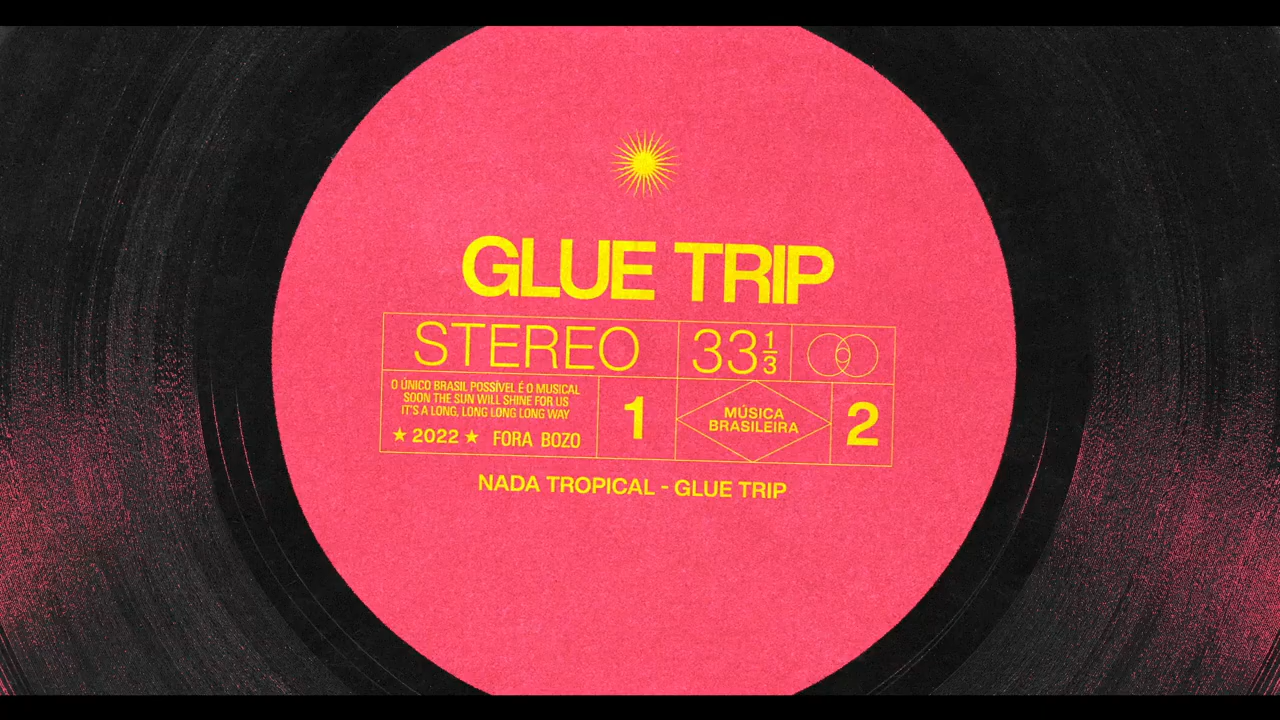 GLUE TRIP
STEREO
33 1/3
O ÚNICO BRASIL POSSÍVEL É O MUSICAL
SOON THE SUN WILL SHINE FOR US
IT'S A LONG, LONG LONG LONG WAY
★ 2022 ★ FORA BOZO
1
MÚSICA
BRASILEIRA
2
NADA TROPICAL - GLUE TRIP